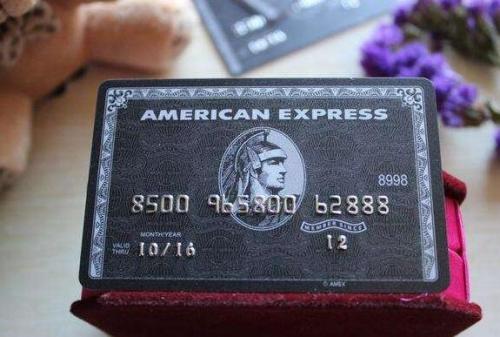 AMERICAN EXPRESS
8998
8500 965800 62888
MEMBER SINCE
MONTH/YEAR
VALID
THRU
10/16
12
© AMEX